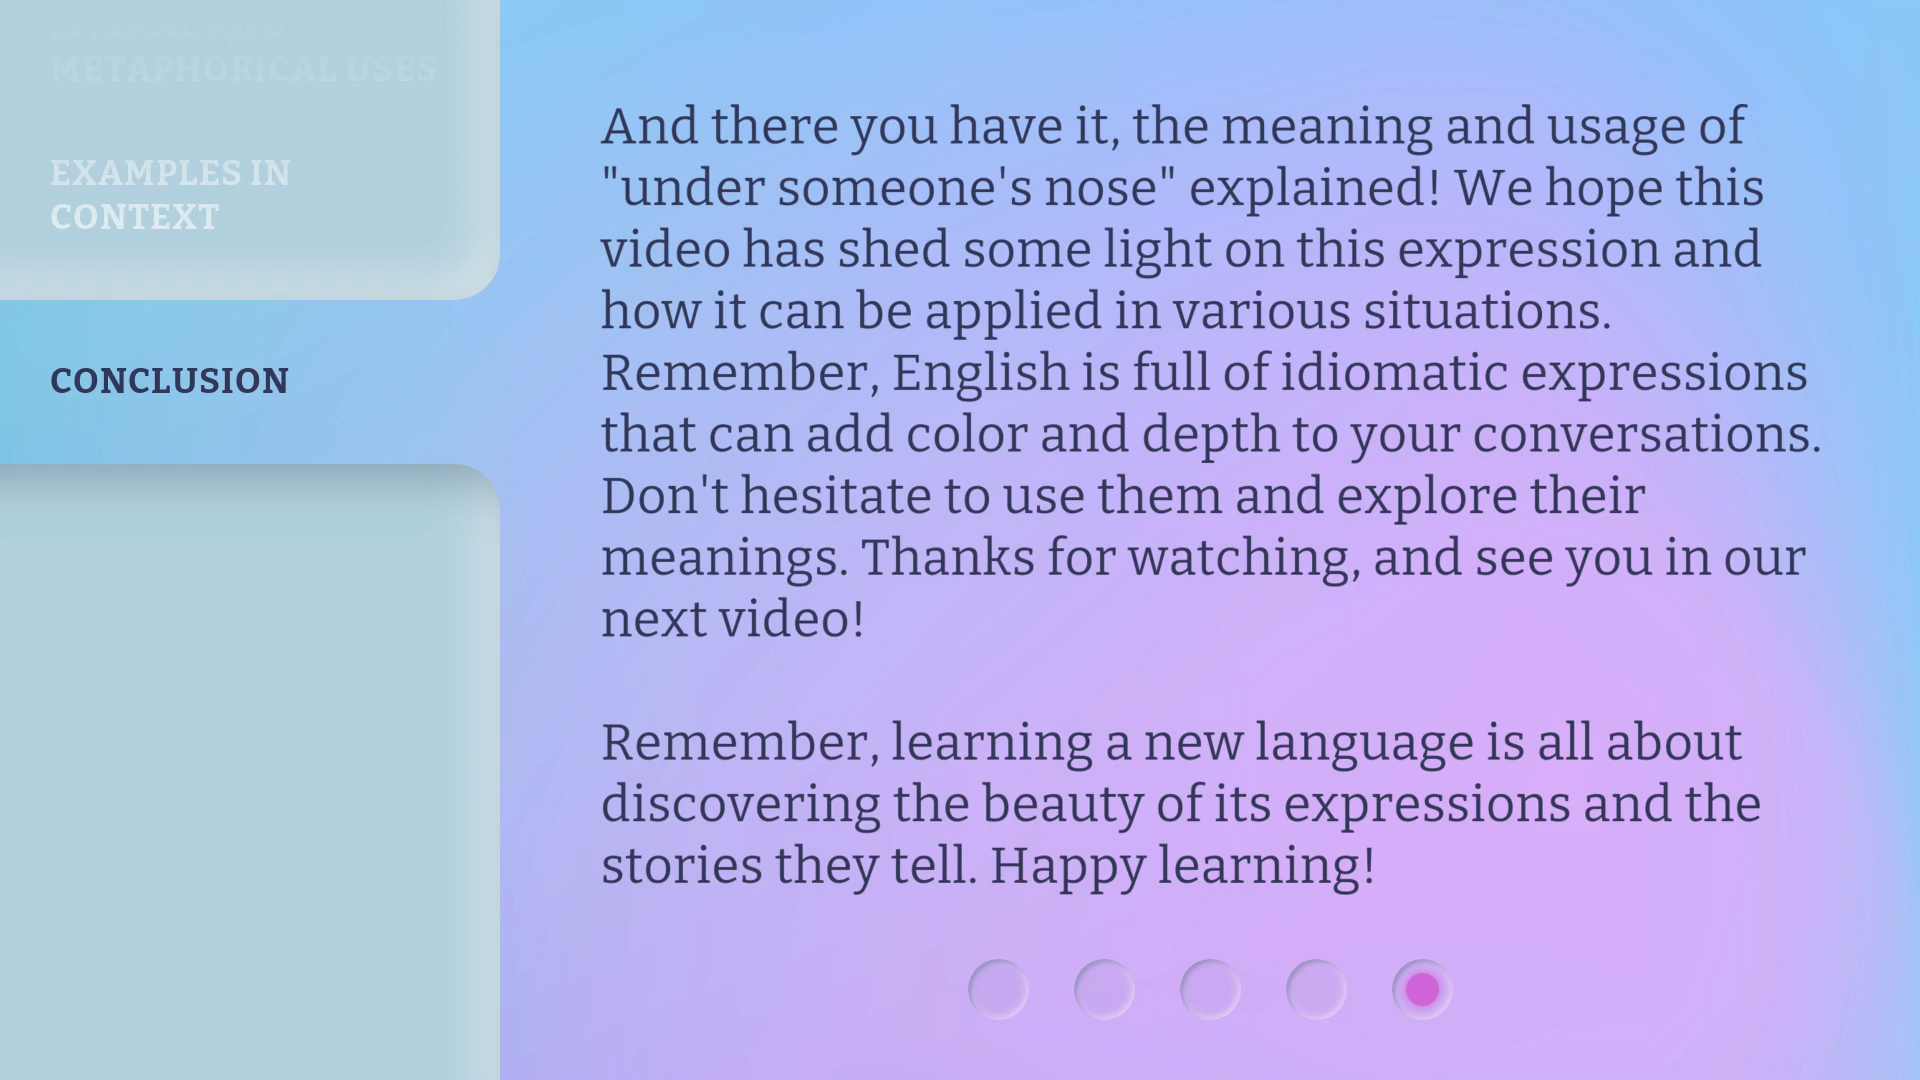 LITERAL AND
METAPHORICAL USES
EXAMPLES IN
CONTEXT
CONCLUSION
And there you have it, the meaning and usage of
"under someone's nose" explained! We hope this
video has shed some light on this expression and
how it can be applied in various situations.
Remember, English is full of idiomatic expressions
that can add color and depth to your conversations.
Don't hesitate to use them and explore their
meanings. Thanks for watching, and see you in our
next video!
Remember, learning a new language is all about
discovering the beauty of its expressions and the
stories they tell. Happy learning!